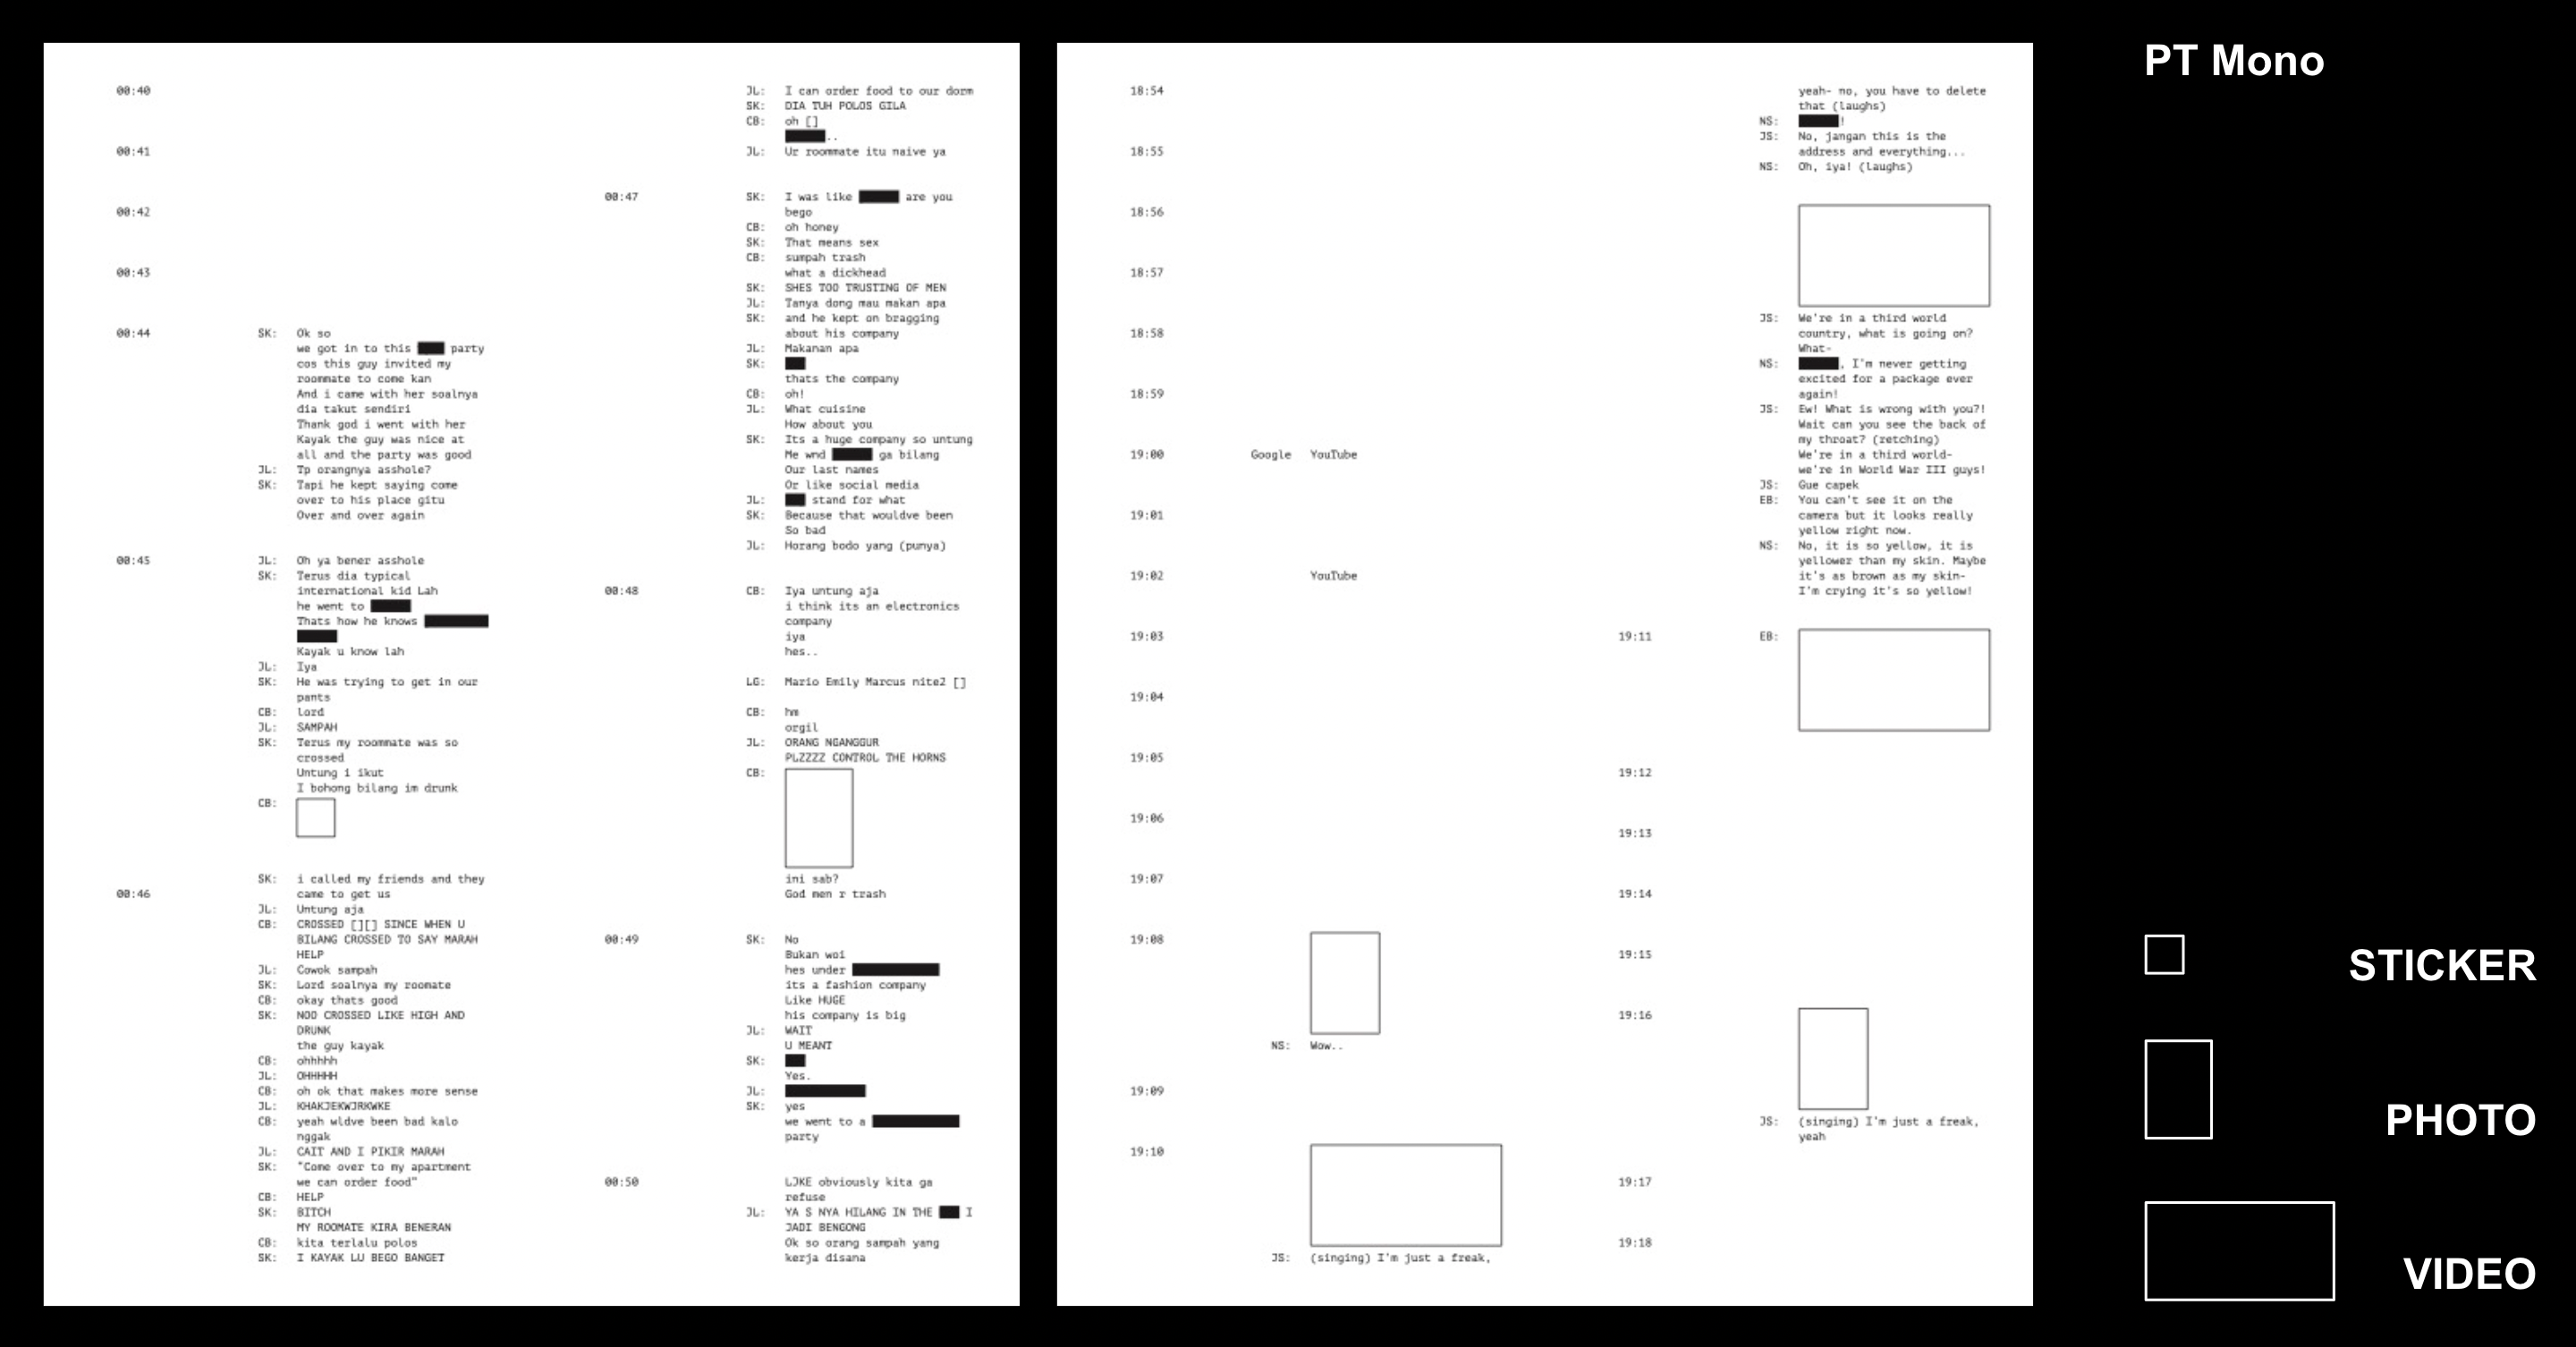 PT Mono
00:40
00:41
00:42
00:43
00:44 SK: Ok so
we got in to this party
cos this guy invited my
roommate to come kan
And i came with her soalnya
dia takut sendiri
Thank god i went with her
Kayak the guy was nice at
all and the party was good
JL: Tp orangnya asshole?
SK: Tapi he kept saying come
over to his place gitu
Over and over again
00:45 JL: Oh ya bener asshole
SK: Terus dia typical
international kid Lah
he went to
Thats how he knows
Kayak u know lah
JL: Iya
SK: He was trying to get in our
pants
CB: lord
JL: SAMPAH
SK: Terus my roommate was so
crossed
Untung i ikut
I bohong bilang im drunk
CB:
SK: i called my friends and they
00:46 came to get us
JL: Untung aja
CB: CROSSED [][] SINCE WHEN U
BILANG CROSSED TO SAY MARAH
HELP
JL: Cowok sampah
SK: Lord soalnya my roomate
CB: okay thats good
SK: NOO CROSSED LIKE HIGH AND
DRUNK
the guy kayak
CB: ohhhhh
JL: OHHHHH
CB: oh ok that makes more sense
JL: KHAKJEKWJRKWKE
CB: yeah wldve been bad kalo
nggak
JL: CAIT AND I PIKIR MARAH
SK: "Come over to my apartment
we can order food"
CB: HELP
SK: BITCH
MY ROOMATE KIRA BENERAN
CB: kita terlalu polos
SK: I KAYAK LU BEGO BANGET
JL: I can order food to our dorm
SK: DIA TUH POLOS GILA
CB: oh []
..
JL: Ur roommate itu naive ya
00:47 SK: I was like are you
bego
CB: oh honey
SK: That means sex
CB: sumpah trash
what a dickhead
SK: SHES TOO TRUSTING OF MEN
JL: Tanya dong mau makan apa
SK: and he kept on bragging
about his company
JL: Makanan apa
SK:
thats the company
CB: oh!
JL: What cuisine
How about you
SK: Its a huge company so untung
Me wnd ga bilang
Our last names
Or like social media
JL: stand for what
SK: Because that wouldve been
So bad
JL: Horang bodo yang (punya)
00:48 CB: Iya untung aja
i think its an electronics
company
iya
hes..
LG: Mario Emily Marcus nite2 []
CB: hm
orgil
JL: ORANG NGANGGUR
PLZZZZ CONTROL THE HORNS
CB:
ini sab?
God men r trash
00:49 SK: No
Bukan woi
hes under
its a fashion company
Like HUGE
his company is big
JL: WAIT
U MEANT
SK:
Yes.
JL:
SK: yes
we went to a
party
00:50 LJKE obviously kita ga
refuse
JL: YA S NYA HILANG IN THE I
JADI BENGONG
Ok so orang sampah yang
kerja disana
18:54
18:55
18:56
18:57
18:58
18:59
19:00 Google YouTube
19:01
19:02 YouTube
19:03
19:04
19:05
19:06
19:07
19:08
NS: Wow..
19:09
19:10
JS: (singing) I'm just a freak,
yeah- no, you have to delete
that (laughs)
NS: !
JS: No, jangan this is the
address and everything...
NS: Oh, iya! (laughs)
JS: We're in a third world
country, what is going on?
What-
NS: , I'm never getting
excited for a package ever
again!
JS: Ew! What is wrong with you?!
Wait can you see the back of
my throat? (retching)
We're in a third world-
we're in World War III guys!
JS: Gue capek
EB: You can't see it on the
camera but it looks really
yellow right now.
NS: No, it is so yellow, it is
yellower than my skin. Maybe
it's as brown as my skin-
I'm crying it's so yellow!
19:11 EB:
19:12
19:13
19:14
19:15
19:16
JS: (singing) I'm just a freak,
yeah
19:17
19:18
STICKER
PHOTO
VIDEO